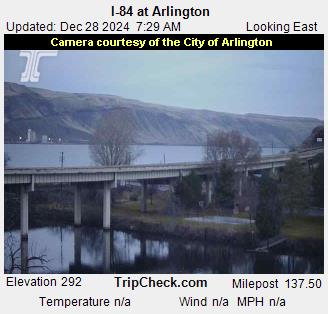 I-84 at Arlington
Updated: Dec 28 2024 7:29 AM Looking East
Camera courtesy of the City of Arlington
Elevation 292 TripCheck.com Milepost 137.50
Temperature n/a Wind n/a MPH n/a